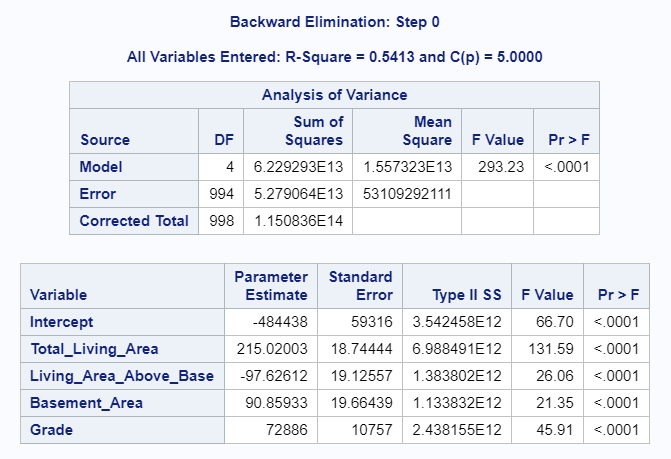 Backward Elimination: Step 0
All Variables Entered: R-Square = 0.5413 and C(p) = 5.0000
Analysis of Variance
Source DF Sum of Squares Mean Square F Value Pr > F
Model 4 6.229293E13 1.557323E13 293.23 <.0001
Error 994 5.279064E13 53109292111
Corrected Total 998 1.150836E14
Variable Parameter Estimate Standard Error Type II SS F Value Pr > F
Intercept -484438 59316 3.542458E12 66.70 <.0001
Total_Living_Area 215.02003 18.74444 6.988491E12 131.59 <.0001
Living_Area_Above_Base -97.62612 19.12557 1.383802E12 26.06 <.0001
Basement_Area 90.85933 19.66439 1.133832E12 21.35 <.0001
Grade 72886 10757 2.438155E12 45.91 <.0001